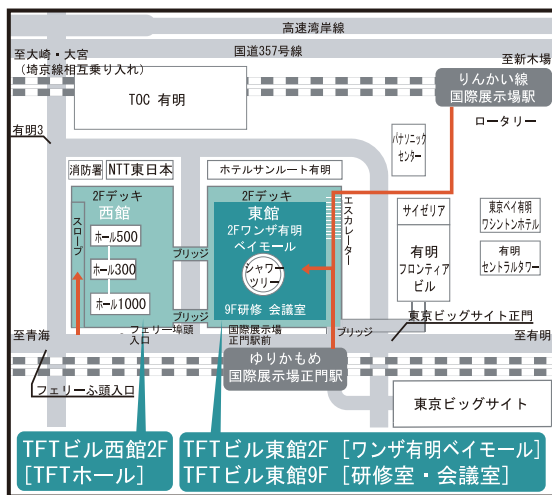 高速湾岸線
国道357号線
至大崎・大宮
(埼京線相互乗り入れ)
至新木場
りんかい線
国際展示場駅
TOC 有明
ロータリー
有明3
パナソニック
センター
消防署
NTT東日本
ホテルサンルート有明
2Fデッキ
西館
スロープ
ホール500
ホール300
ホール1000
ブリッジ
ブリッジ
2Fデッキ
東館
2Fワンザ有明
ベイモール
シャワー
ツリー
9F研修 会議室
エスカレーター
サイゼリア
有明
フロンティア
ビル
東京ベイ有明
ワシントンホテル
有明
セントラルタワー
ブリッジ
東京ビッグサイト正門
至青海
フェリー埠頭
入口
国際展示場
正門駅前
至有明
ゆりかもめ
国際展示場正門駅
フェリーふ頭入口
東京ビッグサイト
TFTビル西館2F
[TFTホール]
TFTビル東館2F [ワンザ有明ベイモール]
TFTビル東館9F [研修室・会議室]